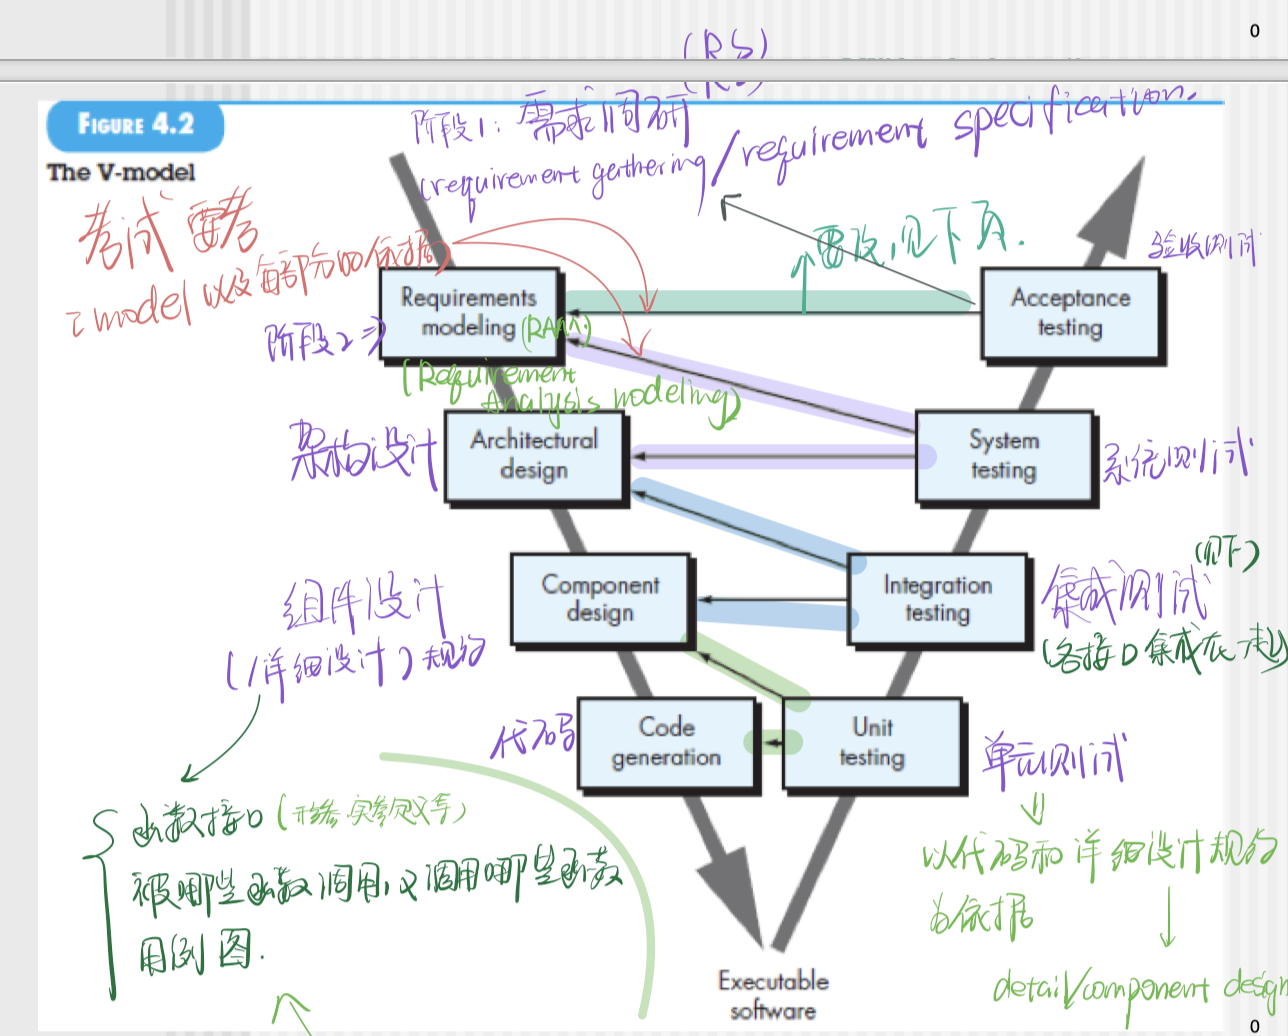 0
(RS)
FIGURE 4.2
The V-model
阶段1: 需求调研
(requirement gathering)/requirement specification.
考试要考
model 以及每部分的依据
要改,见下页.
验收测试
Requirements
modeling
(RAM)
(Requirement
Analysis modeling)
阶段2⇒
Acceptance
testing
架构设计
Architectural
design
System
testing
系统测试
组件设计
(详细设计)规约
Component
design
Integration
testing
(见下)
集成测试
(各接口集成在一起)
代码
Code
generation
Unit
testing
单元测试
函数接口(形参 实参定义等)
被哪些函数调用,又调用哪些函数
用例图.
以代码和详细设计规约
为依据
detail/component design
Executable
software
0